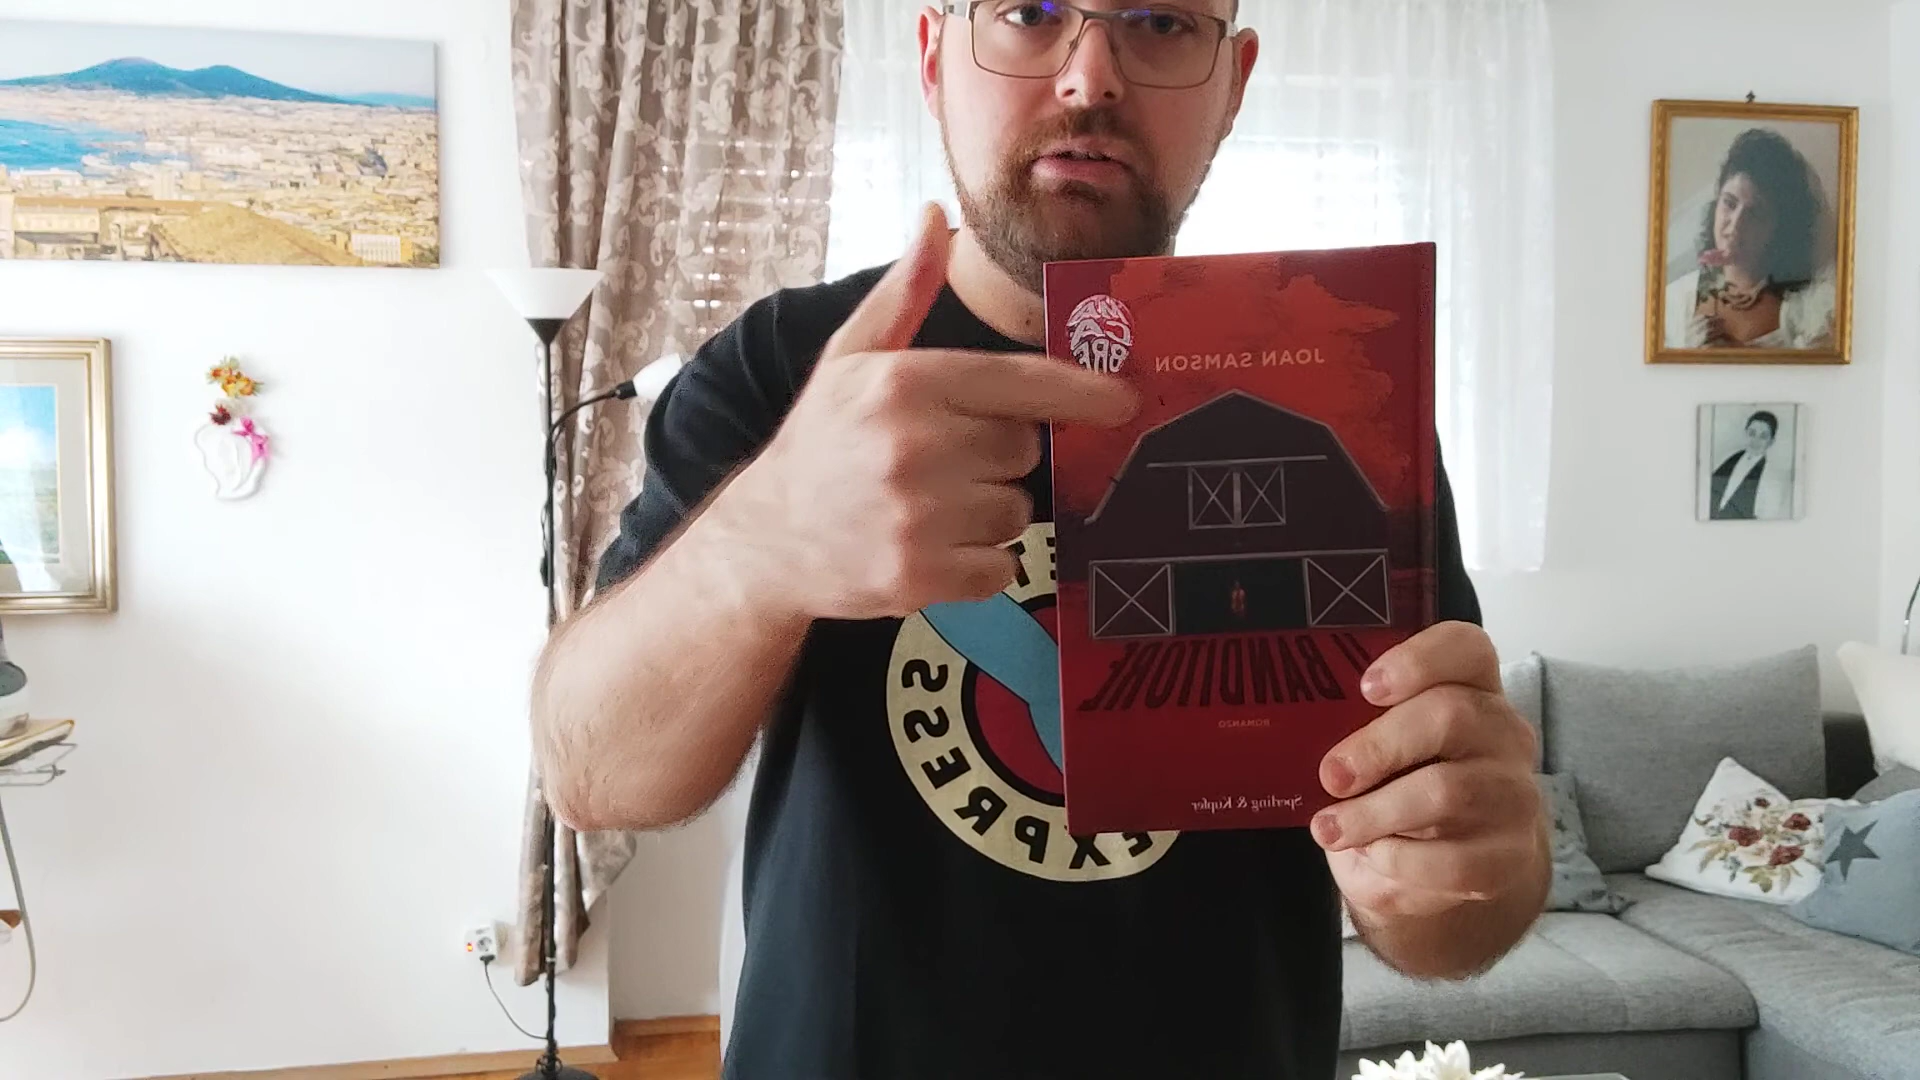 MA
CA
BRE
JOAN SAMSON
IL BANDITORE
ROMANZO
Sperling & Kupfer
EXPRESS